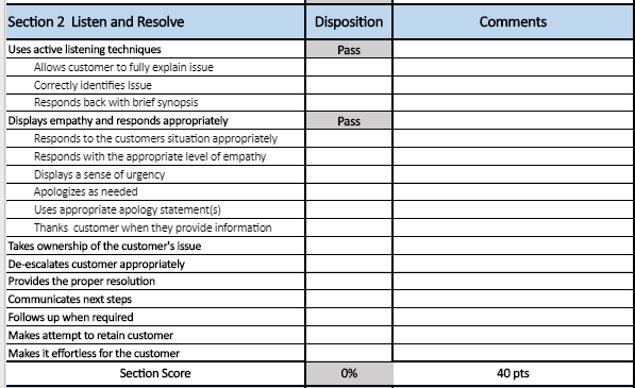 Section 2 Listen and Resolve Disposition Comments
Uses active listening techniques Pass
Allows customer to fully explain issue
Correctly identifies Issue
Responds back with brief synopsis
Displays empathy and responds appropriately Pass
Responds to the customers situation appropriately
Responds with the appropriate level of empathy
Displays a sense of urgency
Apologizes as needed
Uses appropriate apology statement(s)
Thanks customer when they provide information
Takes ownership of the customer's issue
De-escalates customer appropriately
Provides the proper resolution
Communicates next steps
Follows up when required
Makes attempt to retain customer
Makes it effortless for the customer
Section Score 0% 40 pts